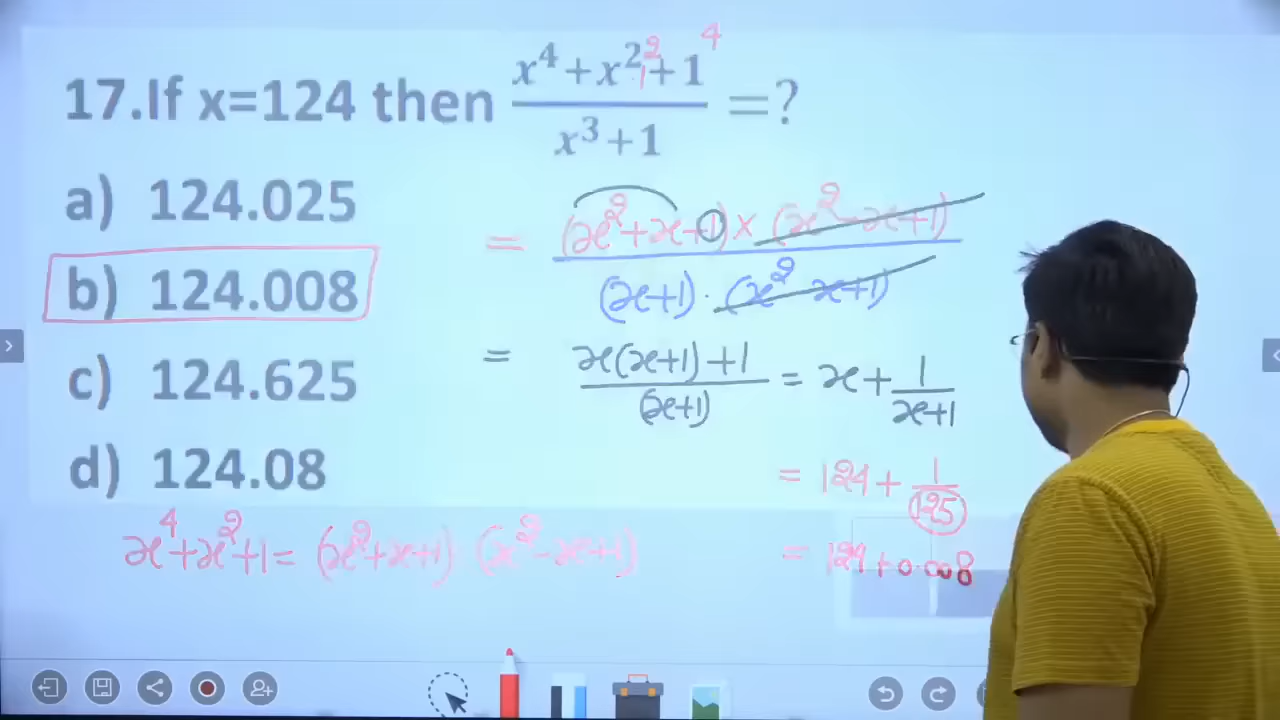 17.If x=124 then (x⁴+x²+1)/(x³+1) =?
1² 4
a) 124.025
b) 124.008
c) 124.625
d) 124.08
= (x²+x+1) × (x²-x+1) / (x+1) · (x² x+1)
= x(x+1)+1 / (x+1) = x + 1/(x+1)
= 124 + 1/125
= 124 + 0.008
x⁴+x²+1 = (x²+x+1) (x²-x+1)